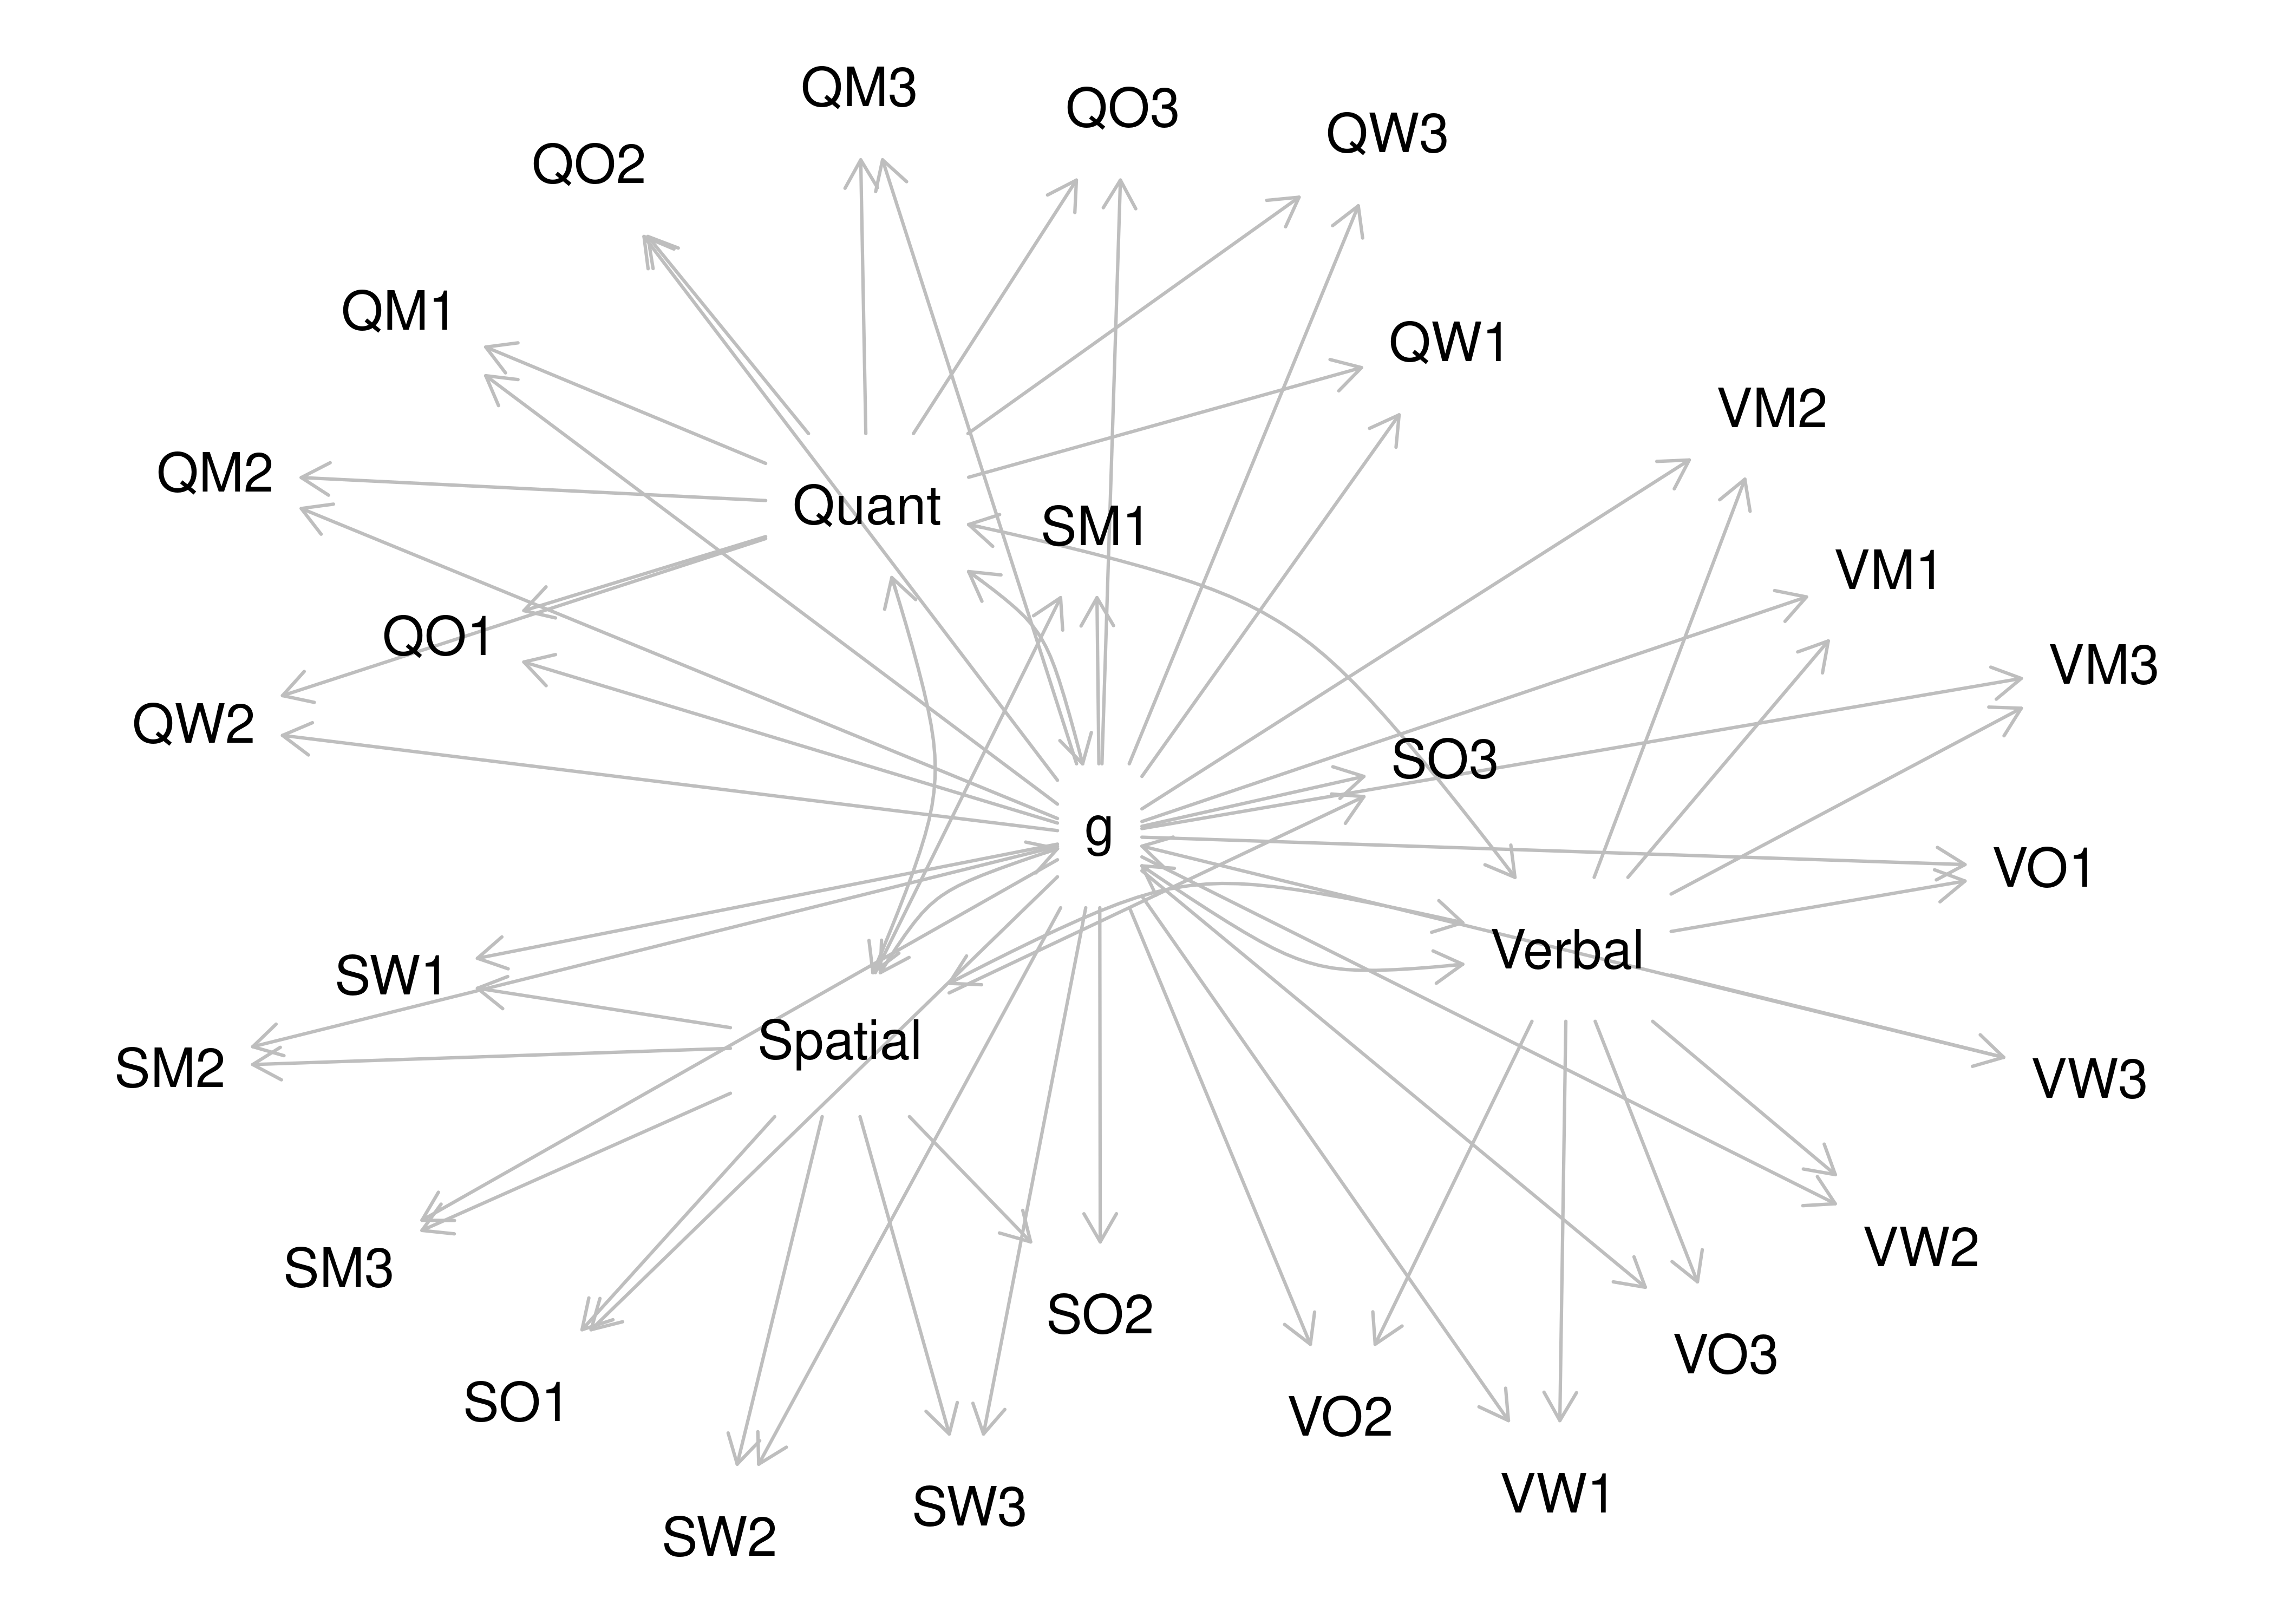 QM3
QO3
QW3
QO2
QM1
QW1
VM2
QM2
Quant
SM1
VM1
QO1
VM3
QW2
SO3
g
VO1
SW1
Verbal
Spatial
SM2
VW3
VW2
SM3
SO2
VO3
SO1
VO2
VW1
SW3
SW2